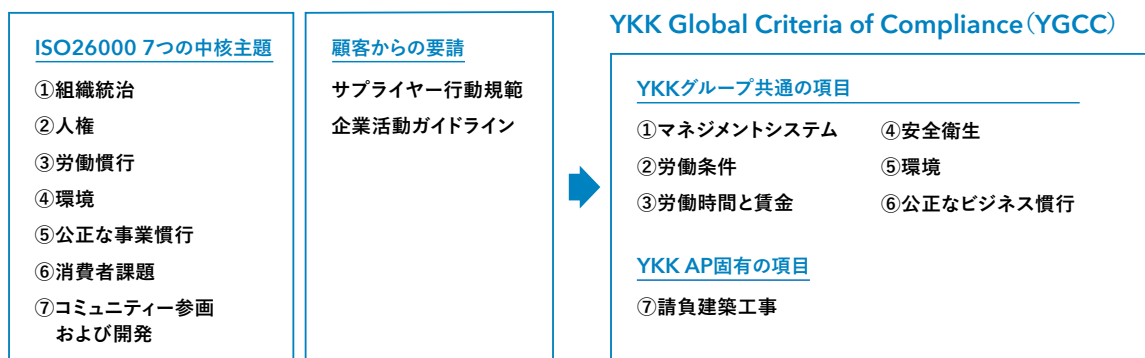 ISO26000 7つの中核主題
①組織統治
②人権
③労働慣行
④環境
⑤公正な事業慣行
⑥消費者課題
⑦コミュニティー参画
および開発
顧客からの要請
サプライヤー行動規範
企業活動ガイドライン
YKK Global Criteria of Compliance（YGCC）
YKKグループ共通の項目
①マネジメントシステム
②労働条件
③労働時間と賃金
④安全衛生
⑤環境
⑥公正なビジネス慣行
YKK AP固有の項目
⑦請負建築工事